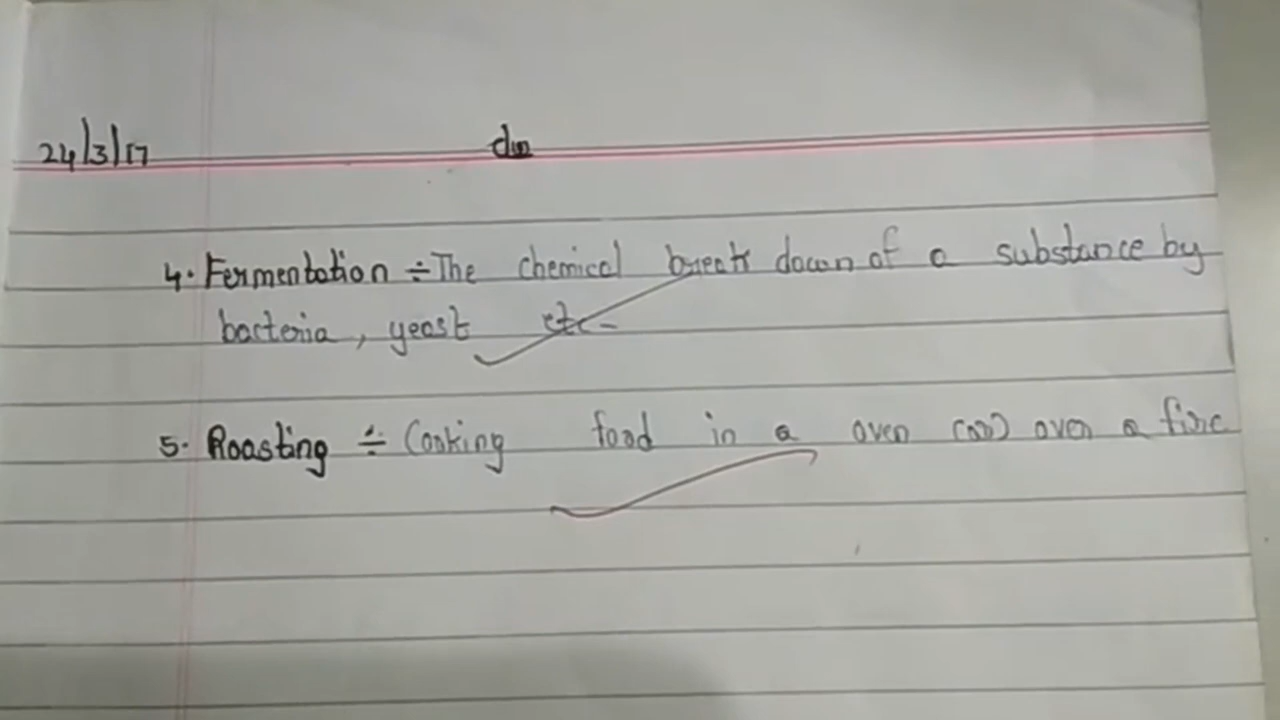 24/3/17
4. Fermentation ÷ The chemical break down of a substance by
bacteria, yeast etc-
5. Roasting ÷ Cooking food in a oven (or) over a fire